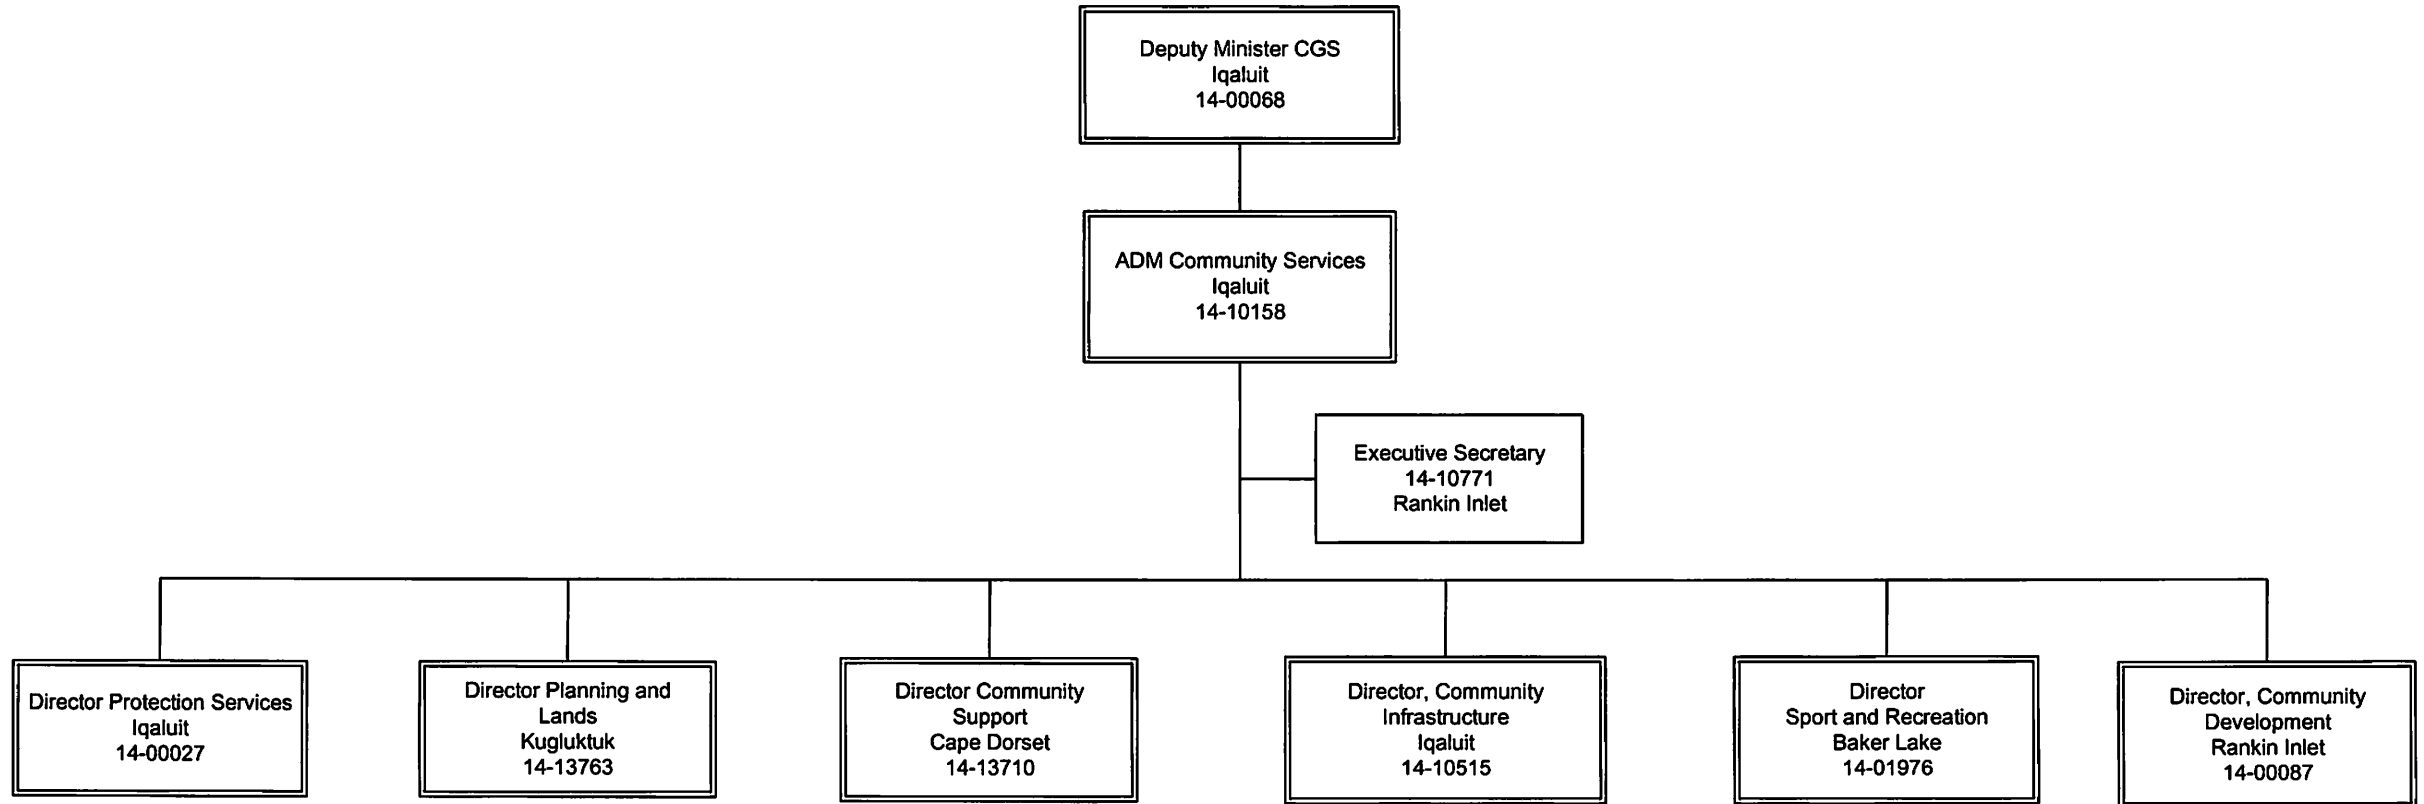 Deputy Minister CGS
Iqaluit
14-00068
ADM Community Services
Iqaluit
14-10158
Executive Secretary
14-10771
Rankin Inlet
Director Protection Services
Iqaluit
14-00027
Director Planning and
Lands
Kugluktuk
14-13763
Director Community
Support
Cape Dorset
14-13710
Director, Community
Infrastructure
Iqaluit
14-10515
Director
Sport and Recreation
Baker Lake
14-01976
Director, Community
Development
Rankin Inlet
14-00087